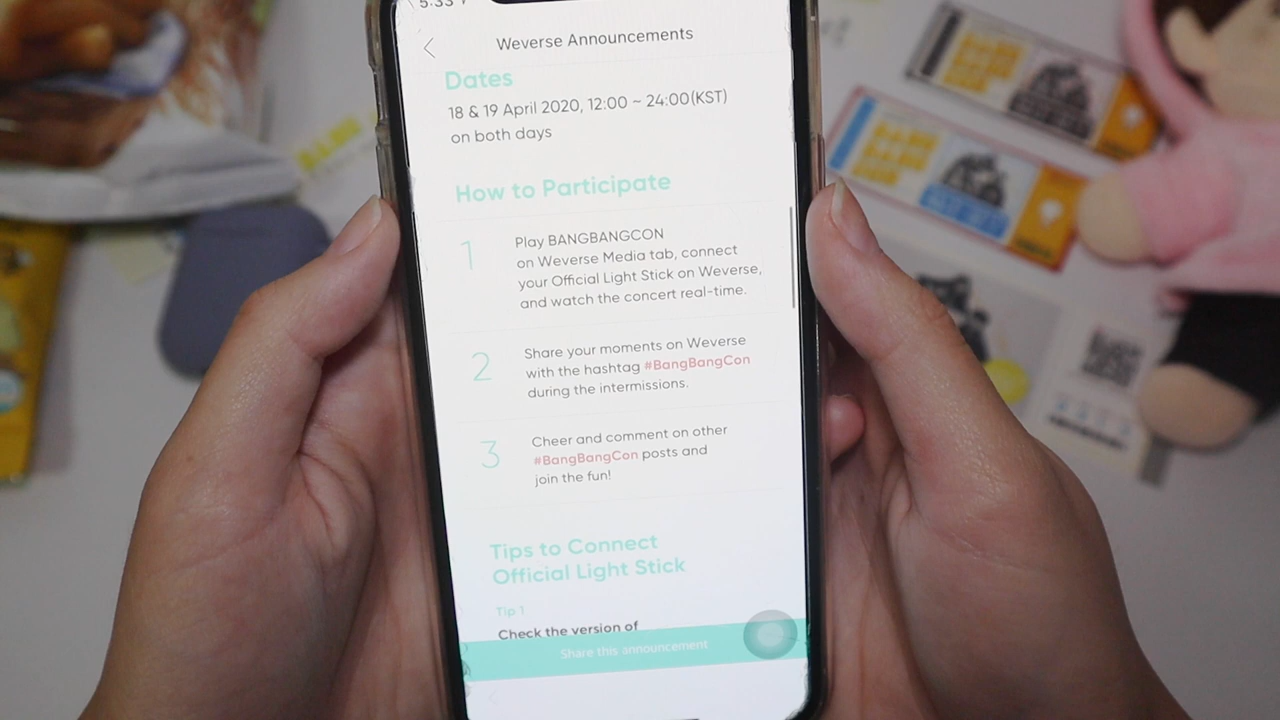 5:33
Weverse Announcements
Dates
18 & 19 April 2020, 12:00 ~ 24:00(KST)
on both days
How to Participate
1
Play BANGBANGCON
on Weverse Media tab, connect
your Official Light Stick on Weverse,
and watch the concert real-time.
2
Share your moments on Weverse
with the hashtag #BangBangCon
during the intermissions.
3
Cheer and comment on other
#BangBangCon posts and
join the fun!
Tips to Connect
Official Light Stick
Tip 1
Check the version of
Share this announcement